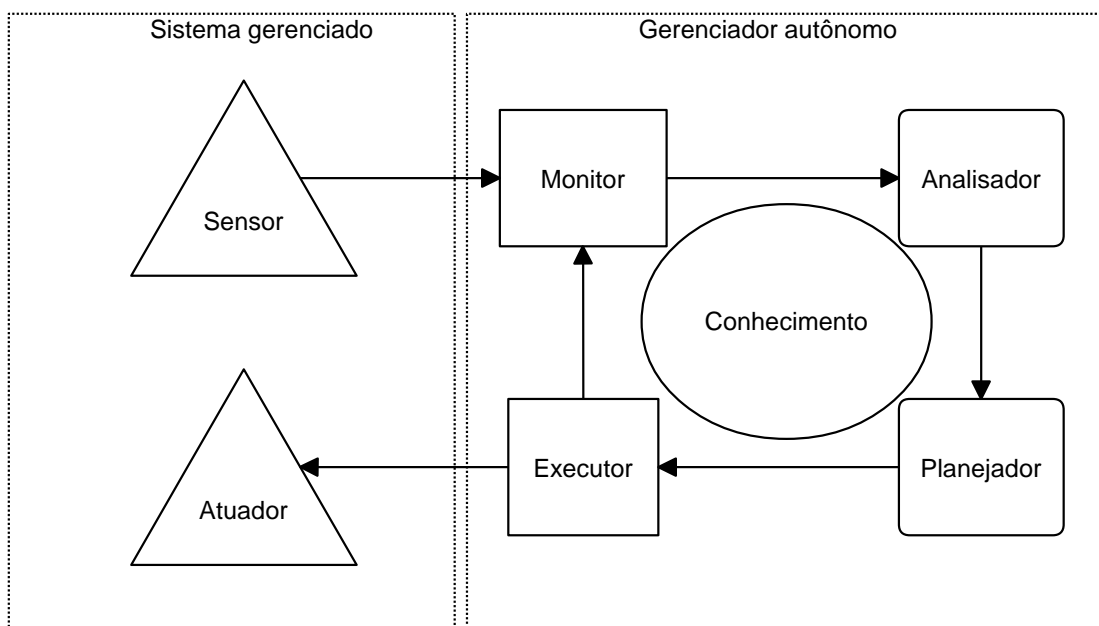 Sistema gerenciado
Gerenciador autônomo
Sensor
Monitor
Analisador
Conhecimento
Atuador
Executor
Planejador